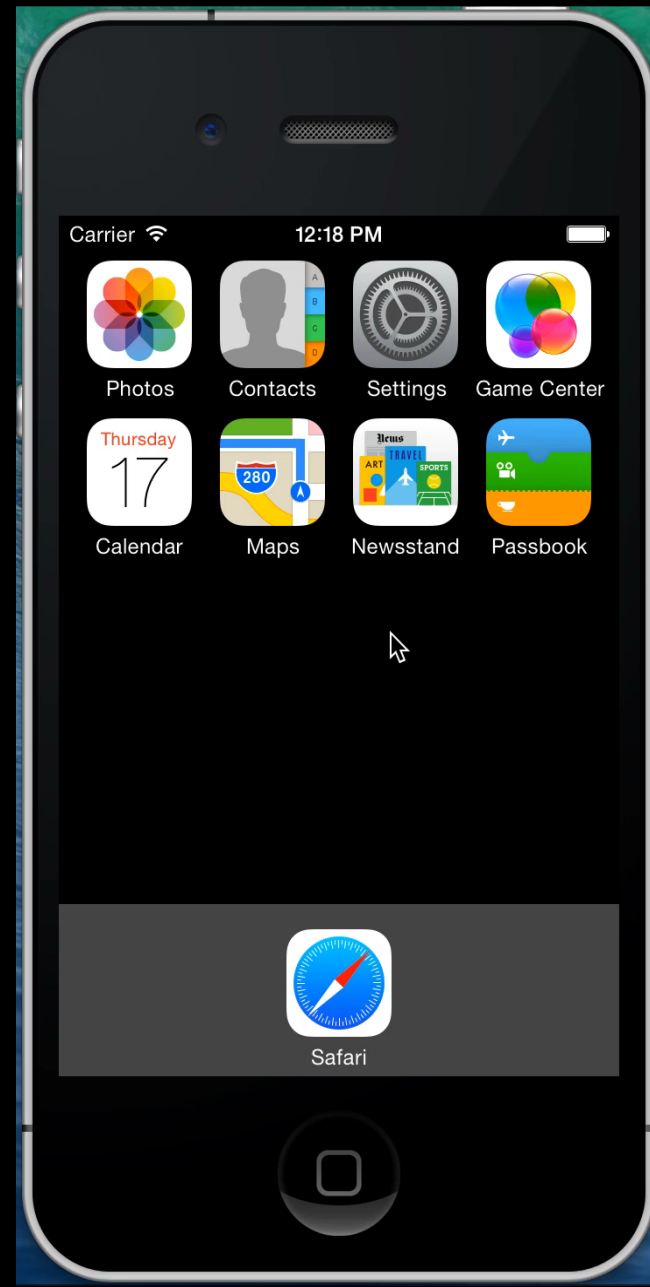 Carrier 12:18 PM
A
B
C
D
Photos Contacts Settings Game Center
Thursday
17
280
News
TRAVEL
ART
SPORTS
Calendar Maps Newsstand Passbook
Safari